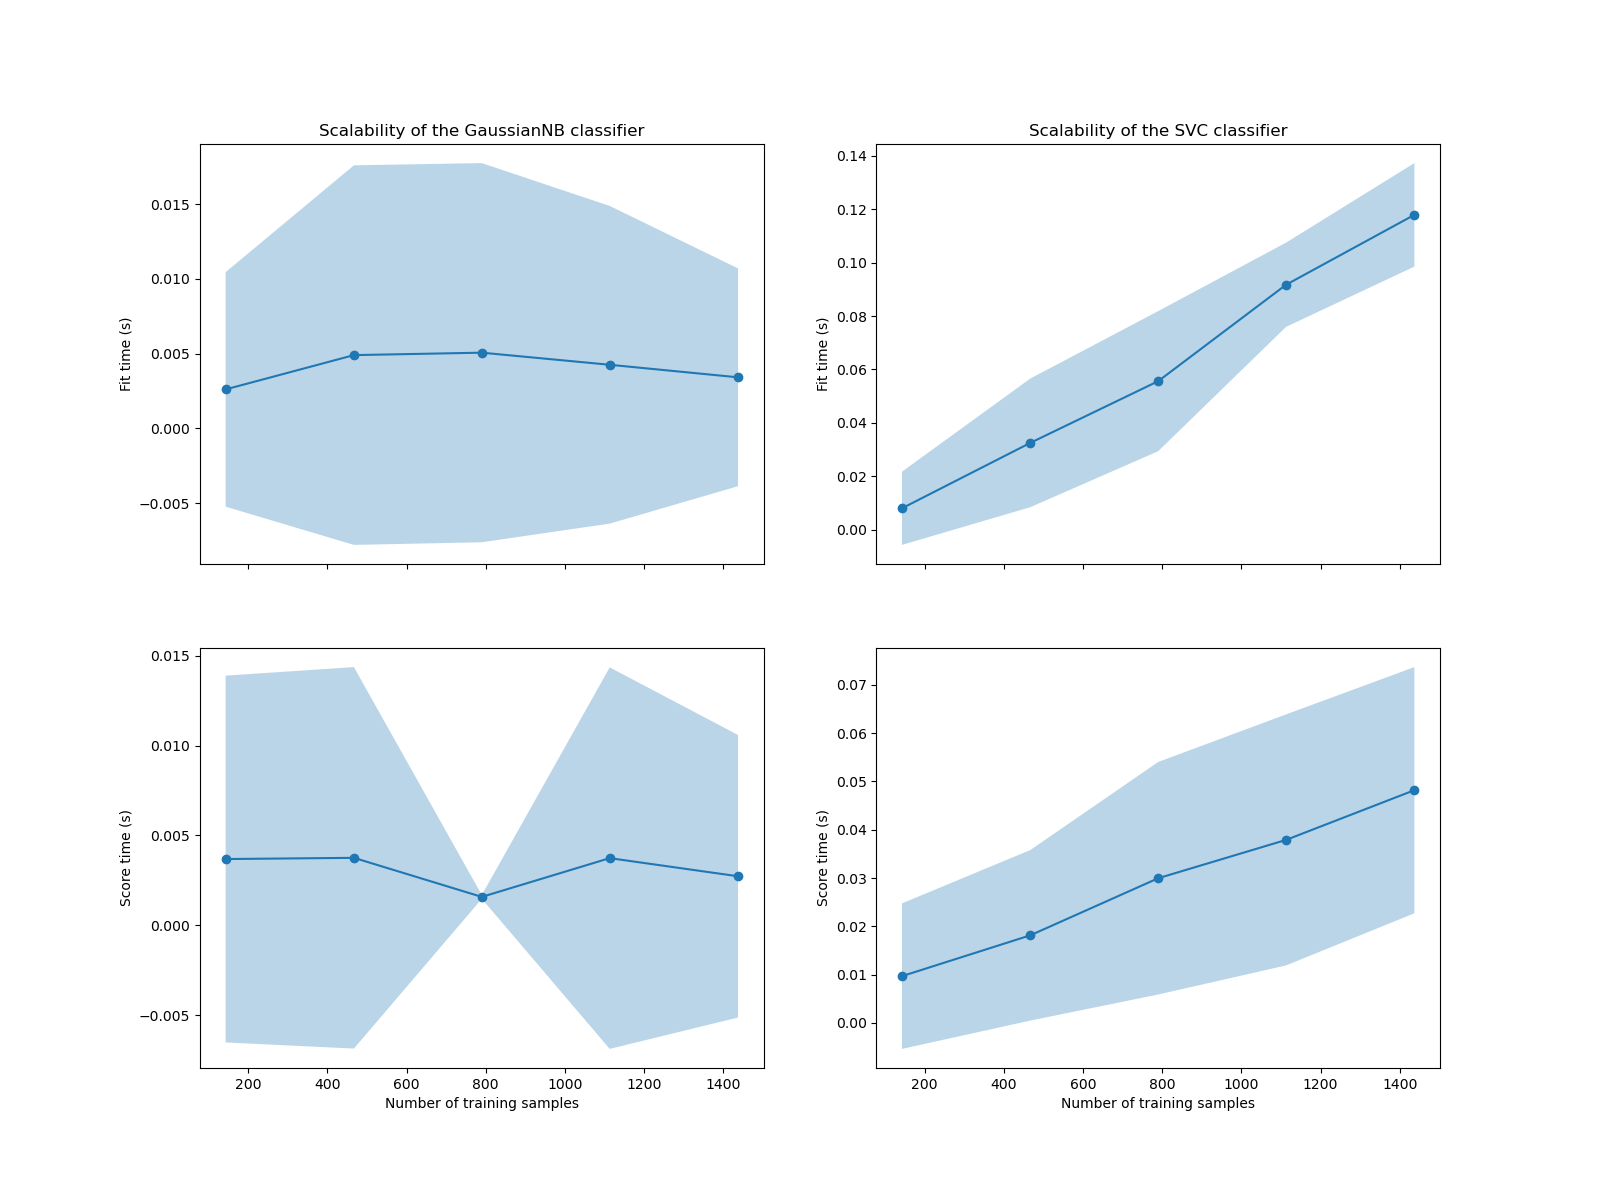 Scalability of the GaussianNB classifier
0.015
0.010
0.005
0.000
−0.005
Fit time (s)
Scalability of the SVC classifier
0.14
0.12
0.10
0.08
0.06
0.04
0.02
0.00
Fit time (s)
0.015
0.010
0.005
0.000
−0.005
Score time (s)
200 400 600 800 1000 1200 1400
Number of training samples
0.07
0.06
0.05
0.04
0.03
0.02
0.01
0.00
Score time (s)
200 400 600 800 1000 1200 1400
Number of training samples